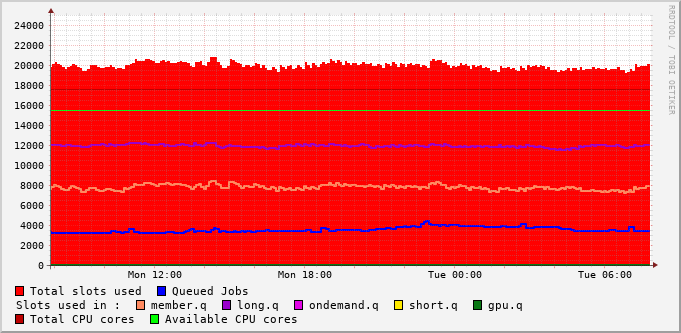 24000
22000
20000
18000
16000
14000
12000
10000
8000
6000
4000
2000
0
Mon 12:00 Mon 18:00 Tue 00:00 Tue 06:00
Total slots used Queued Jobs
Slots used in : member.q long.q ondemand.q short.q gpu.q
Total CPU cores Available CPU cores
RRDTOOL / TOBI OETIKER